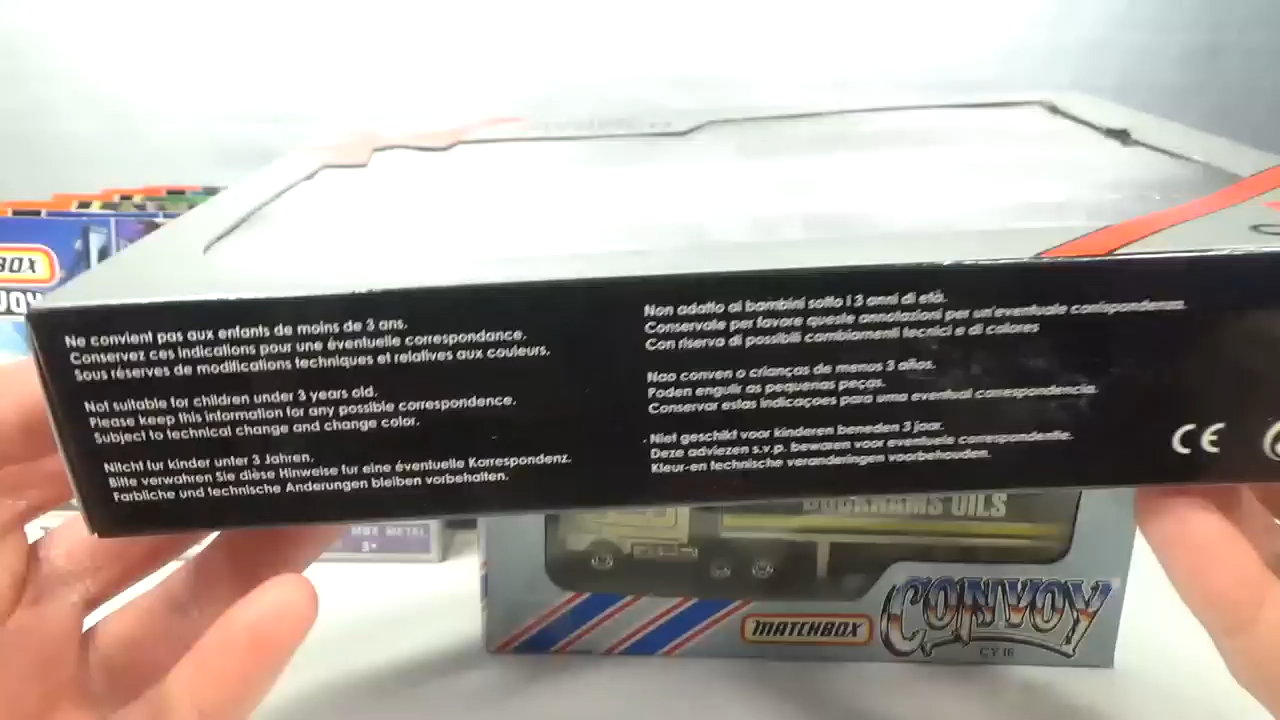 BOX
Ne convient pas aux enfants de moins de 3 ans.
Conservez ces indications pour une éventuelle correspondance.
Sous réserves de modifications techniques et relatives aux couleurs.
Not suitable for children under 3 years old.
Please keep this information for any possible correspondence.
Subject to technical change and change color.
Nitcht fur kinder unter 3 Jahren.
Bitte verwahren Sie dièse Hinweise fur eine éventuelle Korrespondenz.
Farbliche und technische Anderungen bleiben vorbehalten.
Non adatto ai bambini sotto i 3 anni di età.
Conservate per favore queste annotazioni per un'eventuale corrispondenza.
Con riserva di possibili cambiamenti tecnici e di colores
Nao conven o crianças de menos 3 años.
Poden engulir as pequenas peças.
Conservar estas indicaçoes para uma eventual correspondencia.
Niet geschikt voor kinderen beneden 3 jaar.
Deze adviezen s.v.p. bewaren voor eventuele correspondentie.
Kleur-en technische veranderingen voorbehouden.
CE
MBX METAL
DUCKHAMS OILS
MATCHBOX
CONVOY
CY 16